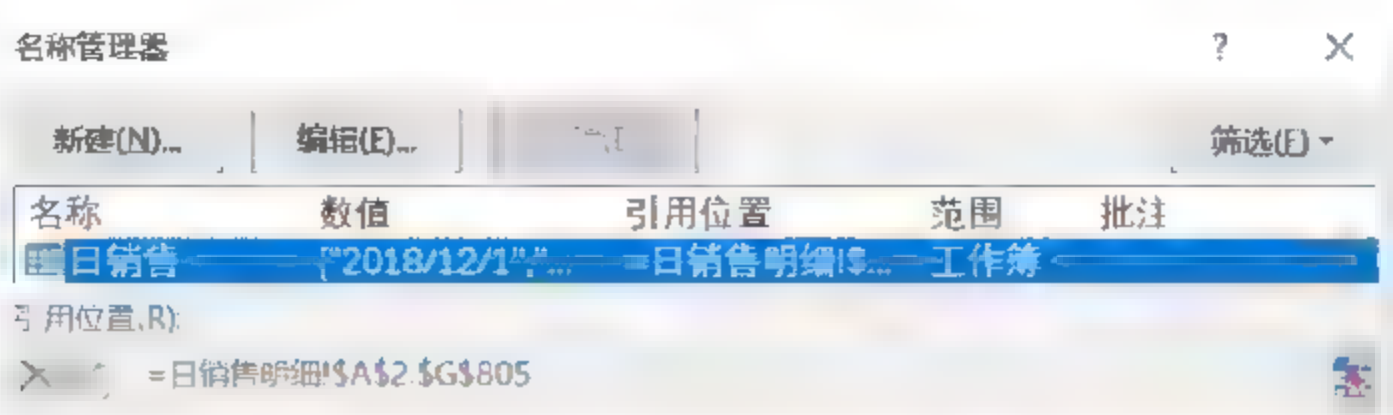 名称管理器 ? ×
新建(N)... 编辑(E)... 筛选(F)
名称 数值 引用位置 范围 批注
日销售 {"2018/12/1",... =日销售明细!$... 工作簿
引用位置(R):
=日销售明细!$A$2:$G$805